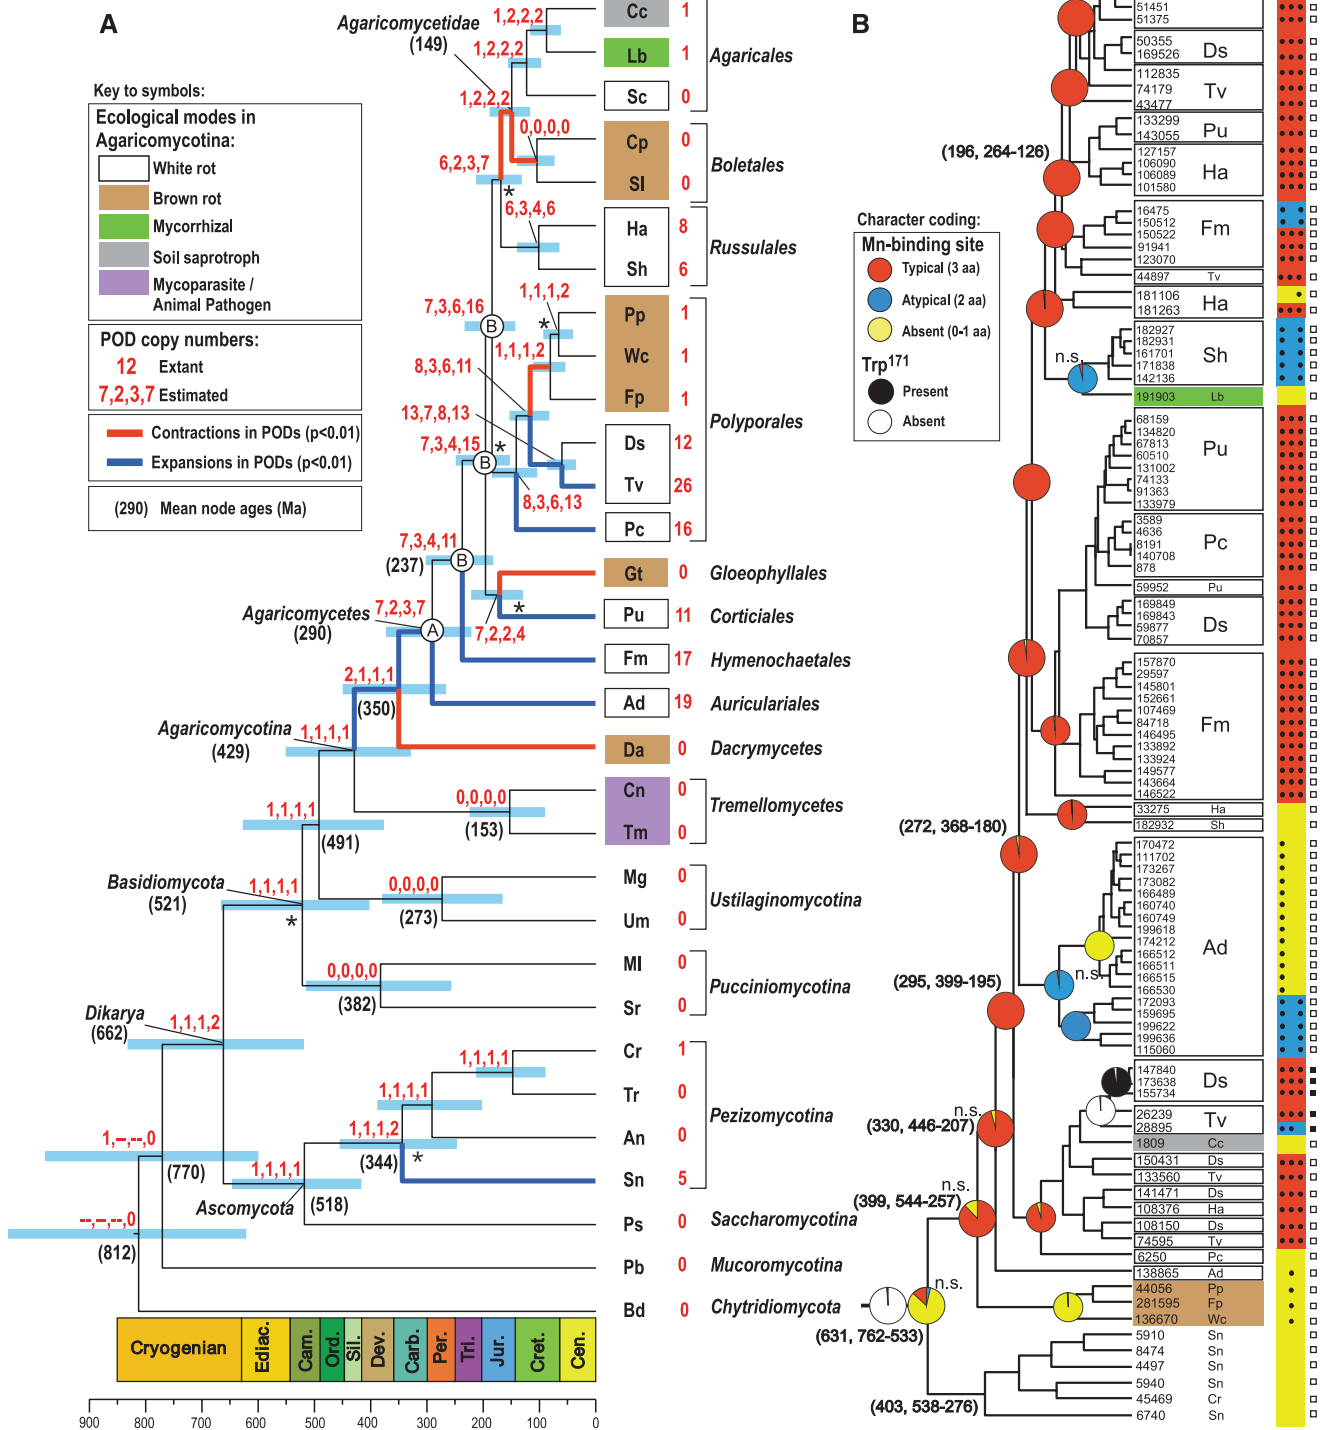 A
Key to symbols:
Ecological modes in
Agaricomycotina:
White rot
Brown rot
Mycorrhizal
Soil saprotroph
Mycoparasite /
Animal Pathogen
POD copy numbers:
12 Extant
7,2,3,7 Estimated
Contractions in PODs (p<0.01)
Expansions in PODs (p<0.01)
(290) Mean node ages (Ma)
Agaricomycetidae
(149)
1,2,2,2
1,2,2,2
1,2,2,2
0,0,0,0
6,2,3,7
*
6,3,4,6
7,3,6,16
B
1,1,1,2
*
1,1,1,2
8,3,6,11
13,7,8,13
7,3,4,15
B
*
8,3,6,13
7,3,4,11
B
(237)
7,2,3,7
Agaricomycetes
(290)
A
*
7,2,2,4
2,1,1,1
(350)
Agaricomycotina
(429)
1,1,1,1
0,0,0,0
(153)
1,1,1,1
(491)
Basidiomycota
(521)
1,1,1,1
*
0,0,0,0
(273)
0,0,0,0
(382)
Dikarya
(662)
1,1,1,2
1,1,1,1
1,1,1,1
1,1,1,2
(344)
*
1,–,–,0
(770)
1,1,1,1
Ascomycota
(518)
–,–,–,0
(812)
Cc 1
Lb 1
Sc 0
Agaricales
Cp 0
Sl 0
Boletales
Ha 8
Sh 6
Russulales
Pp 1
Wc 1
Fp 1
Ds 12
Tv 26
Pc 16
Polyporales
Gt 0 Gloeophyllales
Pu 11 Corticiales
Fm 17 Hymenochaetales
Ad 19 Auriculariales
Da 0 Dacrymycetes
Cn 0
Tm 0
Tremellomycetes
Mg 0
Um 0
Ustilaginomycotina
Ml 0
Sr 0
Pucciniomycotina
Cr 1
Tr 0
An 0
Sn 5
Pezizomycotina
Ps 0 Saccharomycotina
Pb 0 Mucoromycotina
Bd 0 Chytridiomycota
Cryogenian Ediac. Cam. Ord. Sil. Dev. Carb. Per. Tri. Jur. Cret. Cen.
900 800 700 600 500 400 300 200 100 0
B
Character coding:
Mn-binding site
Typical (3 aa)
Atypical (2 aa)
Absent (0-1 aa)
Trp171
Present
Absent
(196, 264-126)
n.s.
(272, 368-180)
n.s.
(295, 399-195)
n.s.
(330, 446-207)
n.s.
(399, 544-257)
n.s.
(631, 762-533)
(403, 538-276)
51451
51375
50355
169526
Ds
112835
74179
43477
Tv
133299
143055
Pu
127157
106090
106089
101580
Ha
16475
150512
150522
91941
123070
Fm
44897 Tv
181106
181263
Ha
182927
182931
161701
171838
142136
Sh
191903 Lb
68159
134820
67813
60510
131002
74133
91363
133979
Pu
3589
4636
8191
140708
878
Pc
59952 Pu
169849
169843
59877
70857
Ds
157870
29597
145801
152661
107469
84718
146495
133892
133924
149577
143664
146522
Fm
33275 Ha
182932 Sh
170472
111702
173267
173082
166489
160740
160749
199618
174212
166512
166511
166515
166530
172093
159695
199622
199636
115060
Ad
147840
173638
155734
Ds
26239
28895
Tv
1809 Cc
150431 Ds
133560 Tv
141471 Ds
108376 Ha
108150 Ds
74595 Tv
6250 Pc
138865 Ad
44056 Pp
281595 Fp
136670 Wc
5910 Sn
8474 Sn
4497 Sn
5940 Sn
45469 Cr
6740 Sn